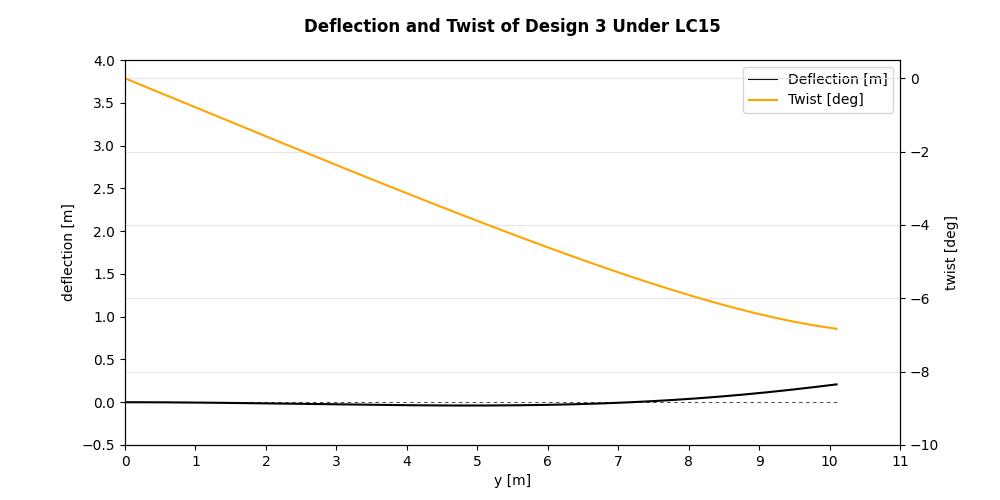 Deflection and Twist of Design 3 Under LC15
4.0
3.5
3.0
2.5
2.0
1.5
1.0
0.5
0.0
−0.5
deflection [m]
Deflection [m]
Twist [deg]
0
−2
−4
−6
−8
−10
twist [deg]
0 1 2 3 4 5 6 7 8 9 10 11
y [m]